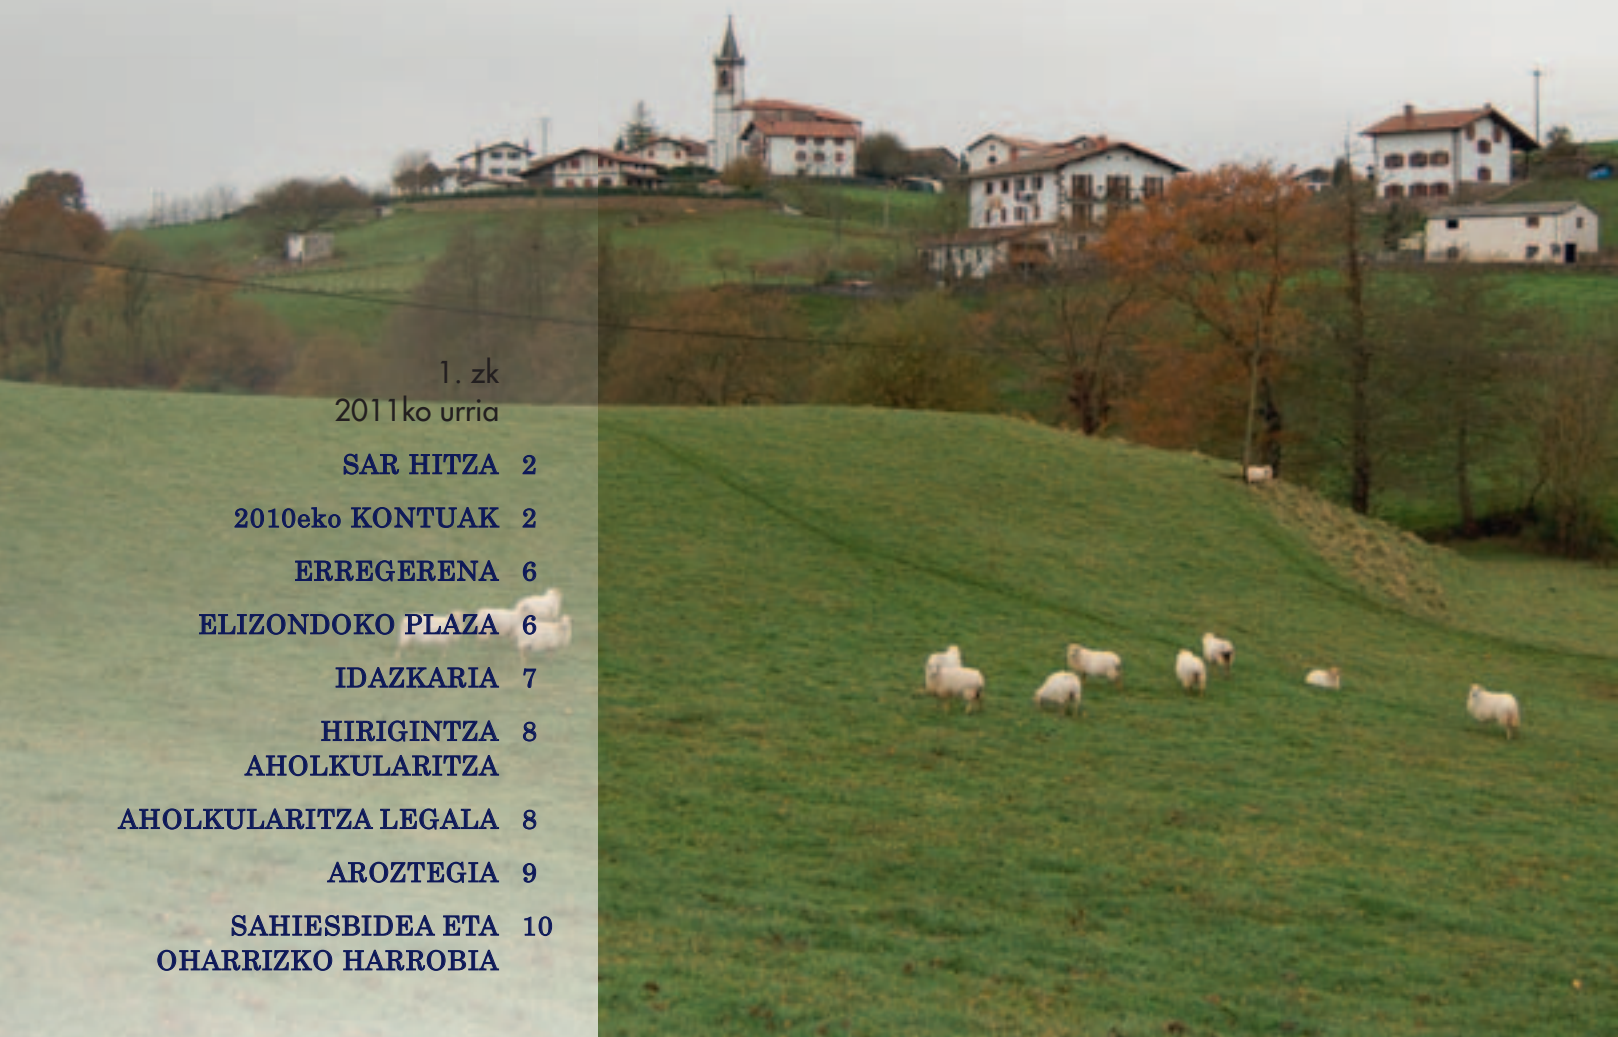 1. zk
2011ko urria
SAR HITZA 2
2010eko KONTUAK 2
ERREGERENA 6
ELIZONDOKO PLAZA 6
IDAZKARIA 7
HIRIGINTZA 8
AHOLKULARITZA
AHOLKULARITZA LEGALA 8
AROZTEGIA 9
SAHIESBIDEA ETA 10
OHARRIZKO HARROBIA